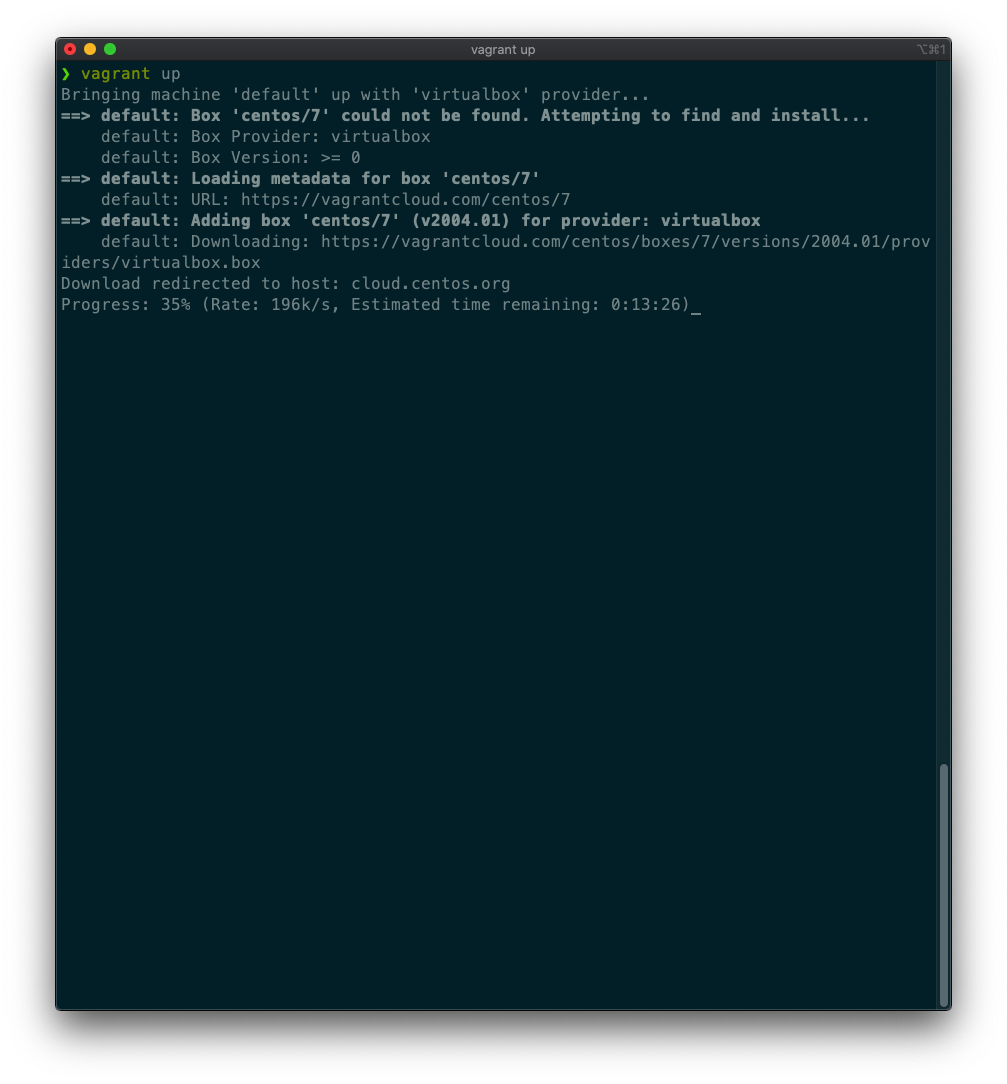 vagrant up
⌥⌘1
❯ vagrant up
Bringing machine 'default' up with 'virtualbox' provider...
==> default: Box 'centos/7' could not be found. Attempting to find and install...
    default: Box Provider: virtualbox
    default: Box Version: >= 0
==> default: Loading metadata for box 'centos/7'
    default: URL: https://vagrantcloud.com/centos/7
==> default: Adding box 'centos/7' (v2004.01) for provider: virtualbox
    default: Downloading: https://vagrantcloud.com/centos/boxes/7/versions/2004.01/prov
iders/virtualbox.box
Download redirected to host: cloud.centos.org
Progress: 35% (Rate: 196k/s, Estimated time remaining: 0:13:26)_